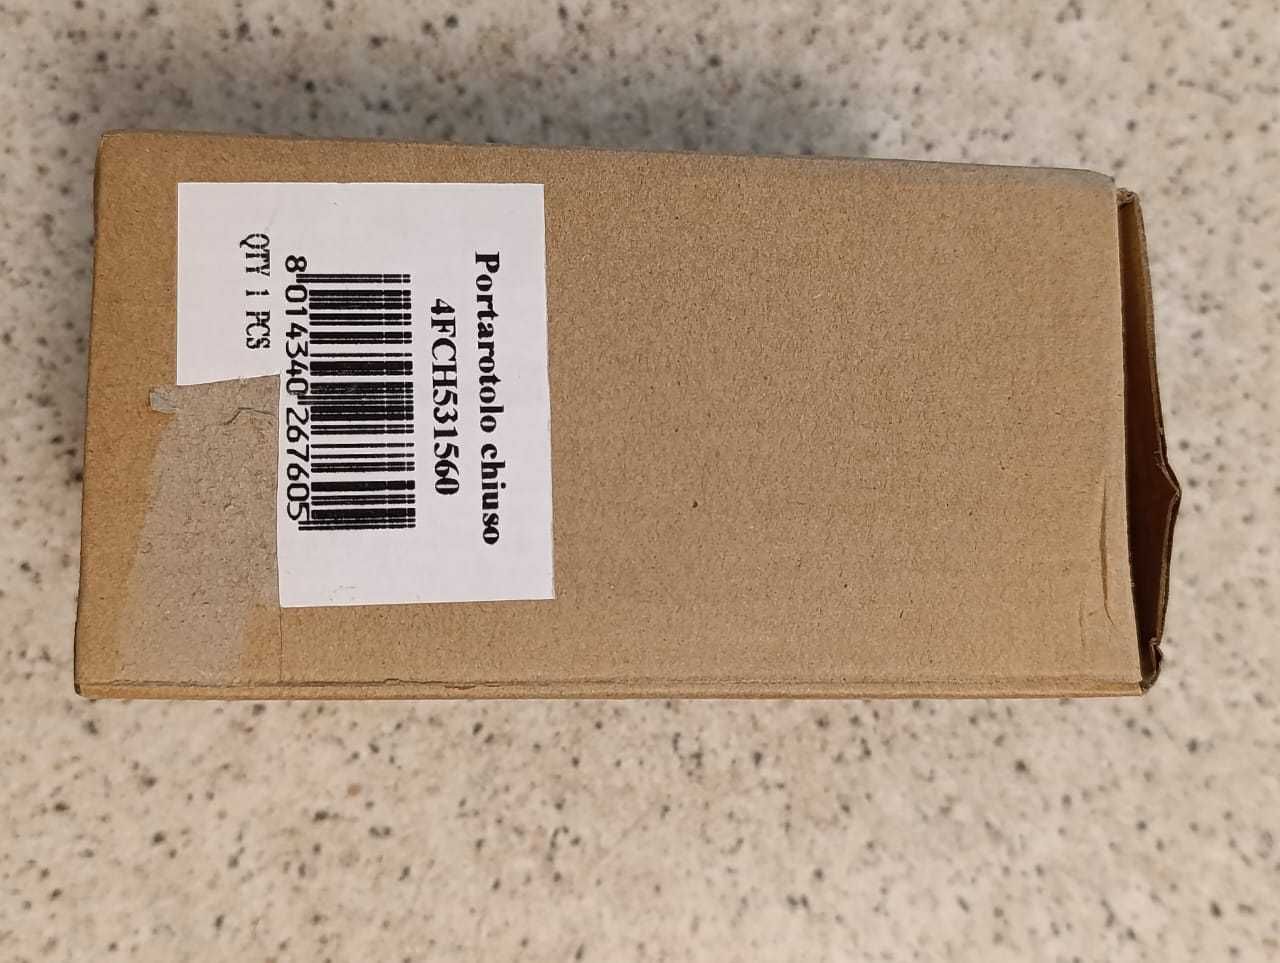 Portarotolo chiuso
4FCH531560
8 014340 267605
QTY 1 PCS